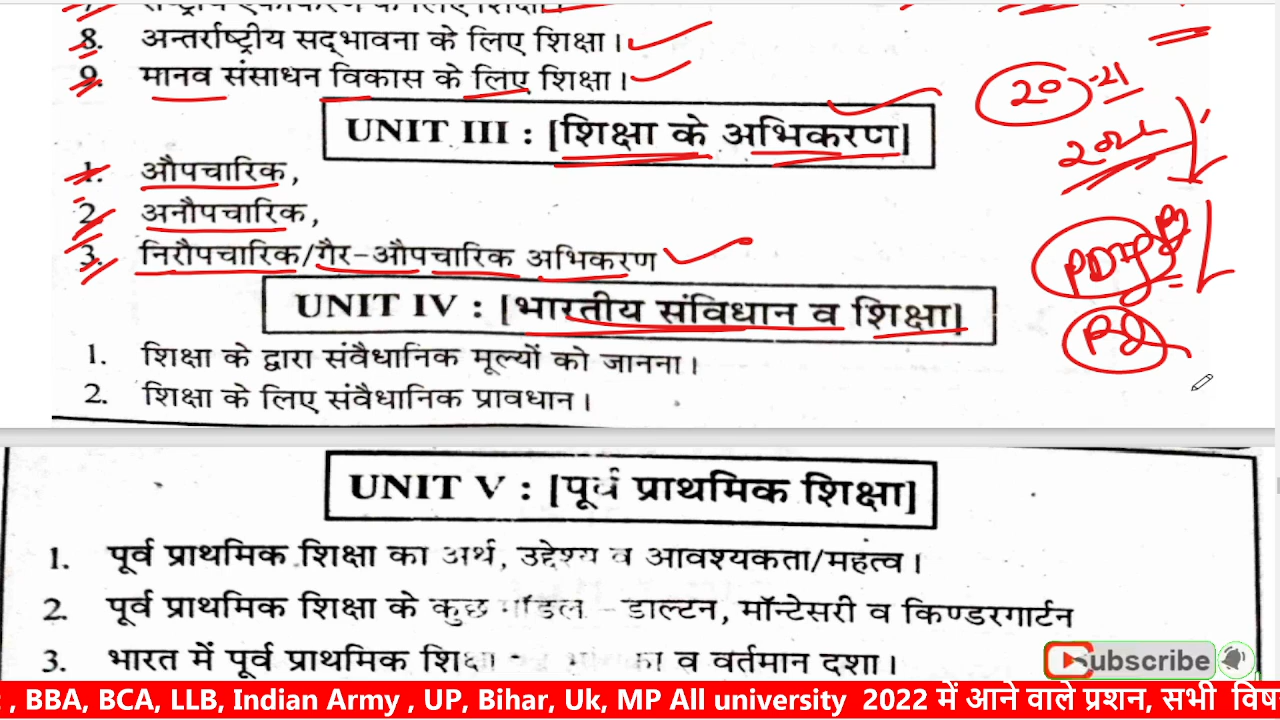 राष्ट्रीय एकीकरण के लिए शिक्षा।
8. अन्तर्राष्ट्रीय सद्भावना के लिए शिक्षा।
9. मानव संसाधन विकास के लिए शिक्षा।
20-21
UNIT III : [शिक्षा के अभिकरण]
1. औपचारिक,
2. अनौपचारिक,
3. निरौपचारिक/गैर-औपचारिक अभिकरण
UNIT IV : [भारतीय संविधान व शिक्षा]
1. शिक्षा के द्वारा संवैधानिक मूल्यों को जानना।
2. शिक्षा के लिए संवैधानिक प्रावधान।
UNIT V : [पूर्व प्राथमिक शिक्षा]
1. पूर्व प्राथमिक शिक्षा का अर्थ, उद्देश्य व आवश्यकता/महत्व।
2. पूर्व प्राथमिक शिक्षा के कुछ मॉडल - डाल्टन, मॉन्टेसरी व किण्डरगार्टन
3. भारत में पूर्व प्राथमिक शिक्षा व वर्तमान दशा।
Subscribe
, BBA, BCA, LLB, Indian Army , UP, Bihar, Uk, MP All university 2022 में आने वाले प्रशन, सभी